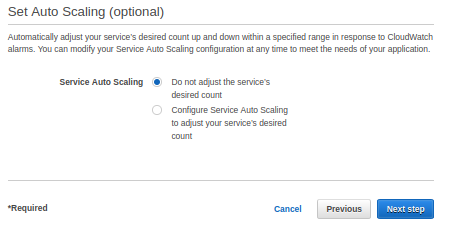 Set Auto Scaling (optional)
Automatically adjust your service's desired count up and down within a specified range in response to CloudWatch
alarms. You can modify your Service Auto Scaling configuration at any time to meet the needs of your application.
Service Auto Scaling
Do not adjust the service's
desired count
Configure Service Auto Scaling
to adjust your service's desired
count
*Required
Cancel
Previous
Next step